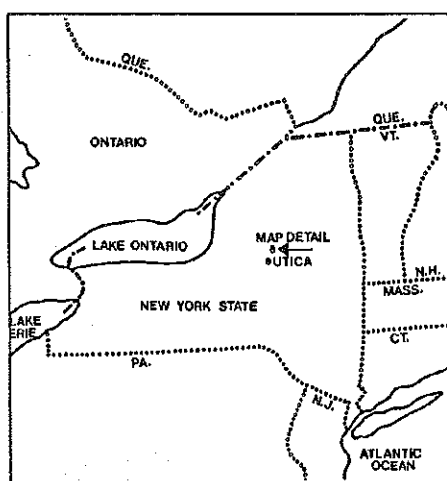 QUE.
ONTARIO
QUE.
VT.
LAKE ONTARIO
MAP DETAIL
UTICA
N.H.
MASS.
NEW YORK STATE
LAKE
ERIE
CT.
PA.
N.J.
ATLANTIC
OCEAN